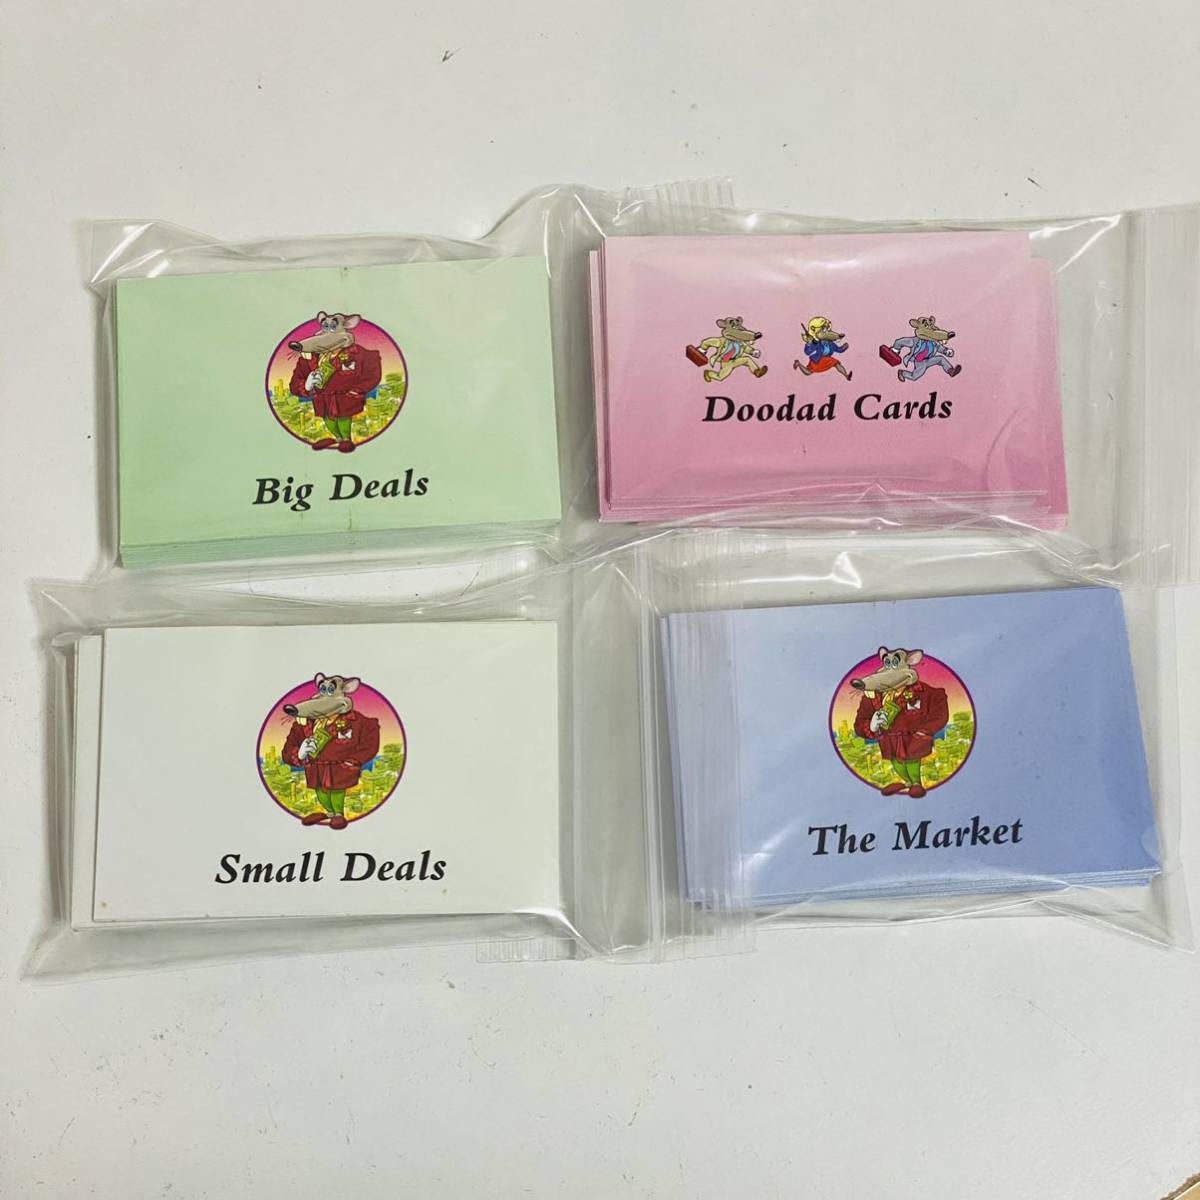 Big Deals
Doodad Cards
Small Deals
The Market